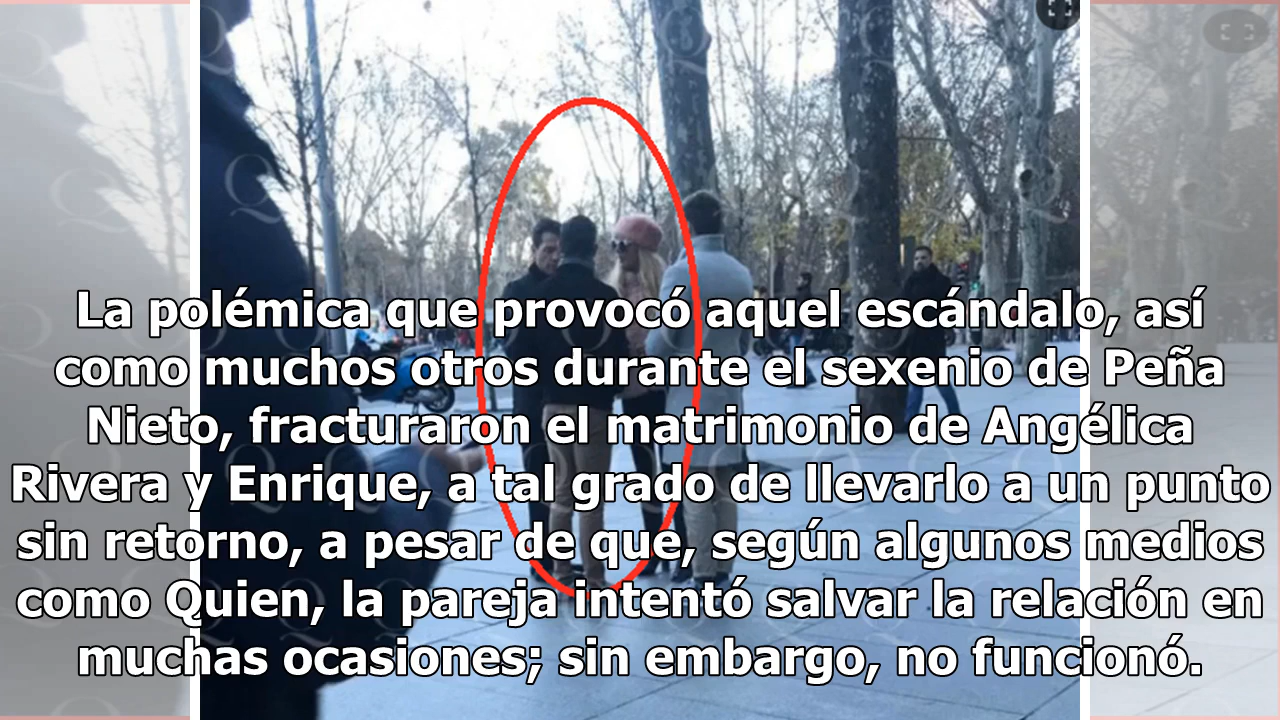 La polémica que provocó aquel escándalo, así
como muchos otros durante el sexenio de Peña
Nieto, fracturaron el matrimonio de Angélica
Rivera y Enrique, a tal grado de llevarlo a un punto
sin retorno, a pesar de que, según algunos medios
como Quien, la pareja intentó salvar la relación en
muchas ocasiones; sin embargo, no funcionó.